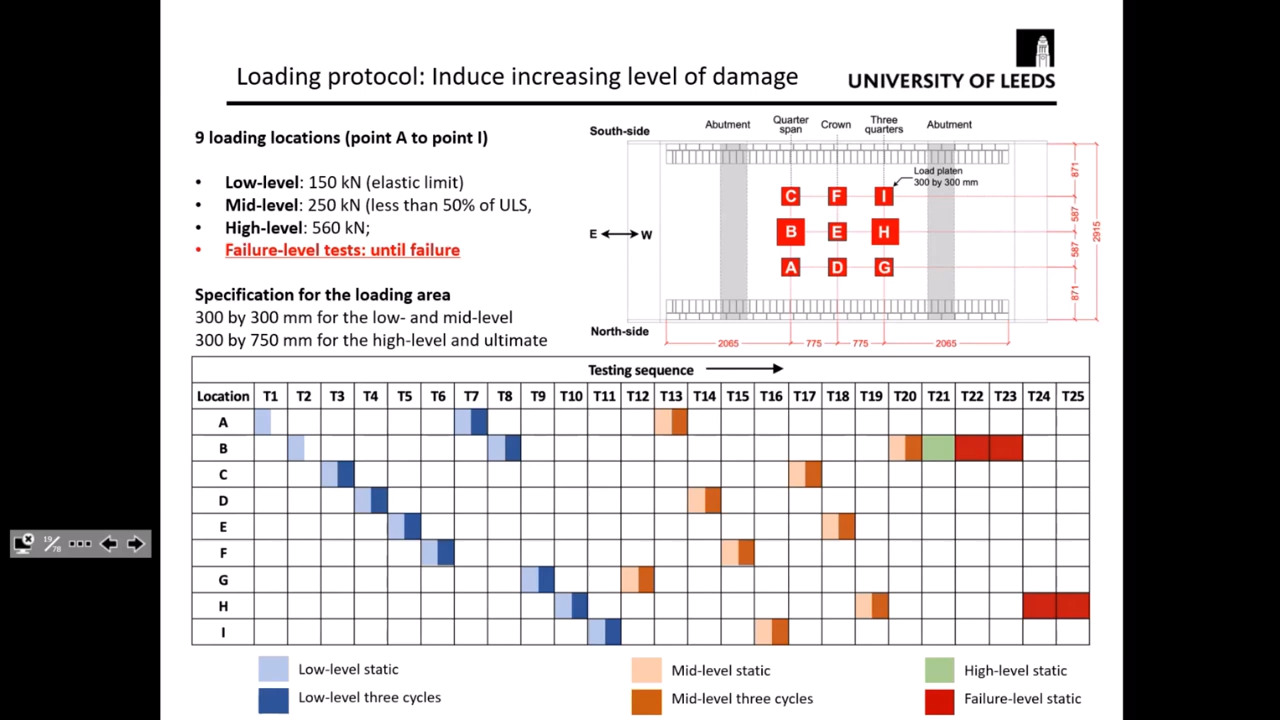 Loading protocol: Induce increasing level of damage
UNIVERSITY OF LEEDS
9 loading locations (point A to point I)
• Low-level: 150 kN (elastic limit)
• Mid-level: 250 kN (less than 50% of ULS,
• High-level: 560 kN;
• Failure-level tests: until failure
Specification for the loading area
300 by 300 mm for the low- and mid-level
300 by 750 mm for the high-level and ultimate
South-side
Abutment
Quarter span
Crown
Three quarters
Abutment
Load platen
300 by 300 mm
C F I
E W
B E H
A D G
North-side
871
587
587
871
2915
2065 775 775 2065
Testing sequence
Location T1 T2 T3 T4 T5 T6 T7 T8 T9 T10 T11 T12 T13 T14 T15 T16 T17 T18 T19 T20 T21 T22 T23 T24 T25
A
B
C
D
E
F
G
H
I
19/78
Low-level static
Mid-level static
High-level static
Low-level three cycles
Mid-level three cycles
Failure-level static